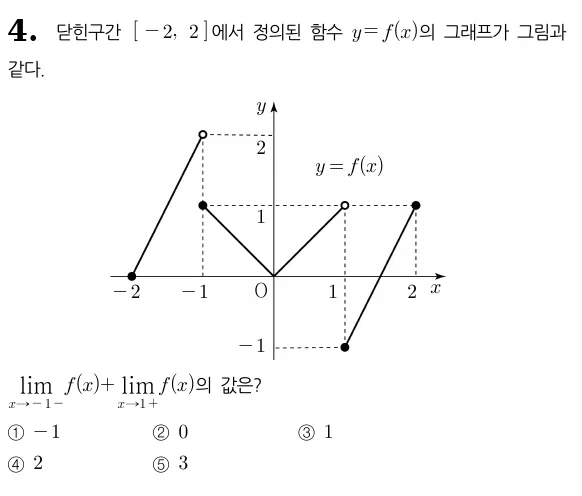 4. 닫힌구간 [-2, 2]에서 정의된 함수 y=f(x)의 그래프가 그림과
같다.
y
2
y=f(x)
1
-2 -1 O 1 2 x
-1
lim f(x)+lim f(x)의 값은?
x→-1- x→1+
① -1 ② 0 ③ 1
④ 2 ⑤ 3